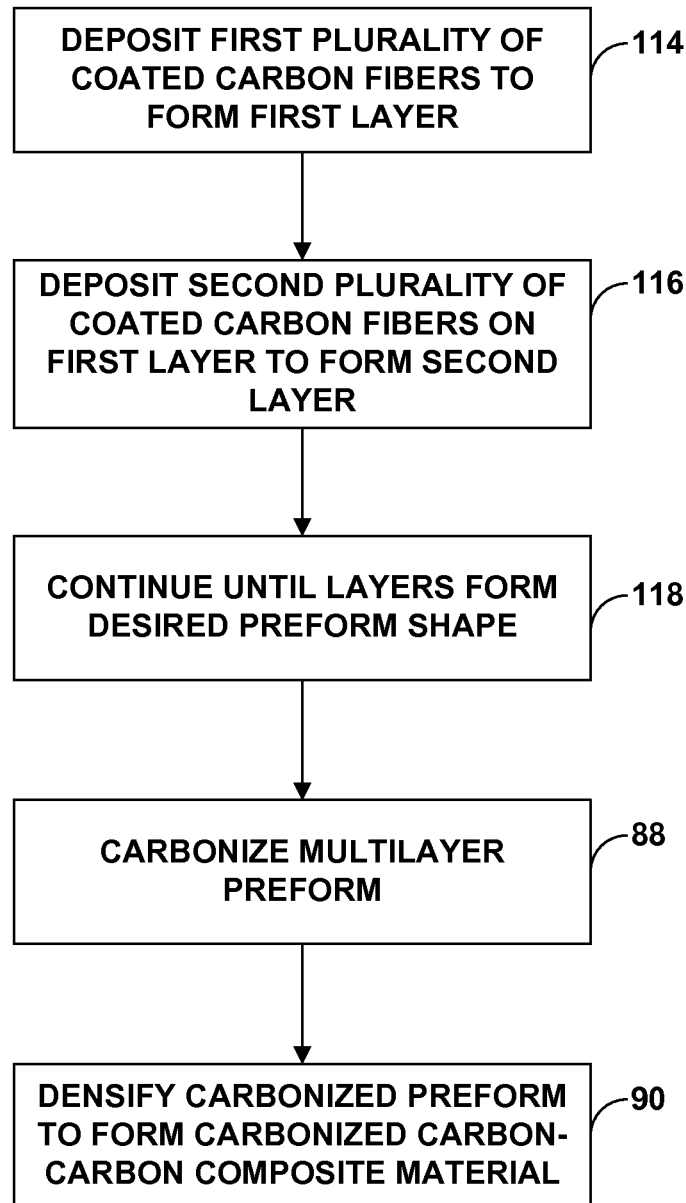 DEPOSIT FIRST PLURALITY OF
COATED CARBON FIBERS TO
FORM FIRST LAYER
114
DEPOSIT SECOND PLURALITY OF
COATED CARBON FIBERS ON
FIRST LAYER TO FORM SECOND
LAYER
116
CONTINUE UNTIL LAYERS FORM
DESIRED PREFORM SHAPE
118
CARBONIZE MULTILAYER
PREFORM
88
DENSIFY CARBONIZED PREFORM
TO FORM CARBONIZED CARBON-
CARBON COMPOSITE MATERIAL
90